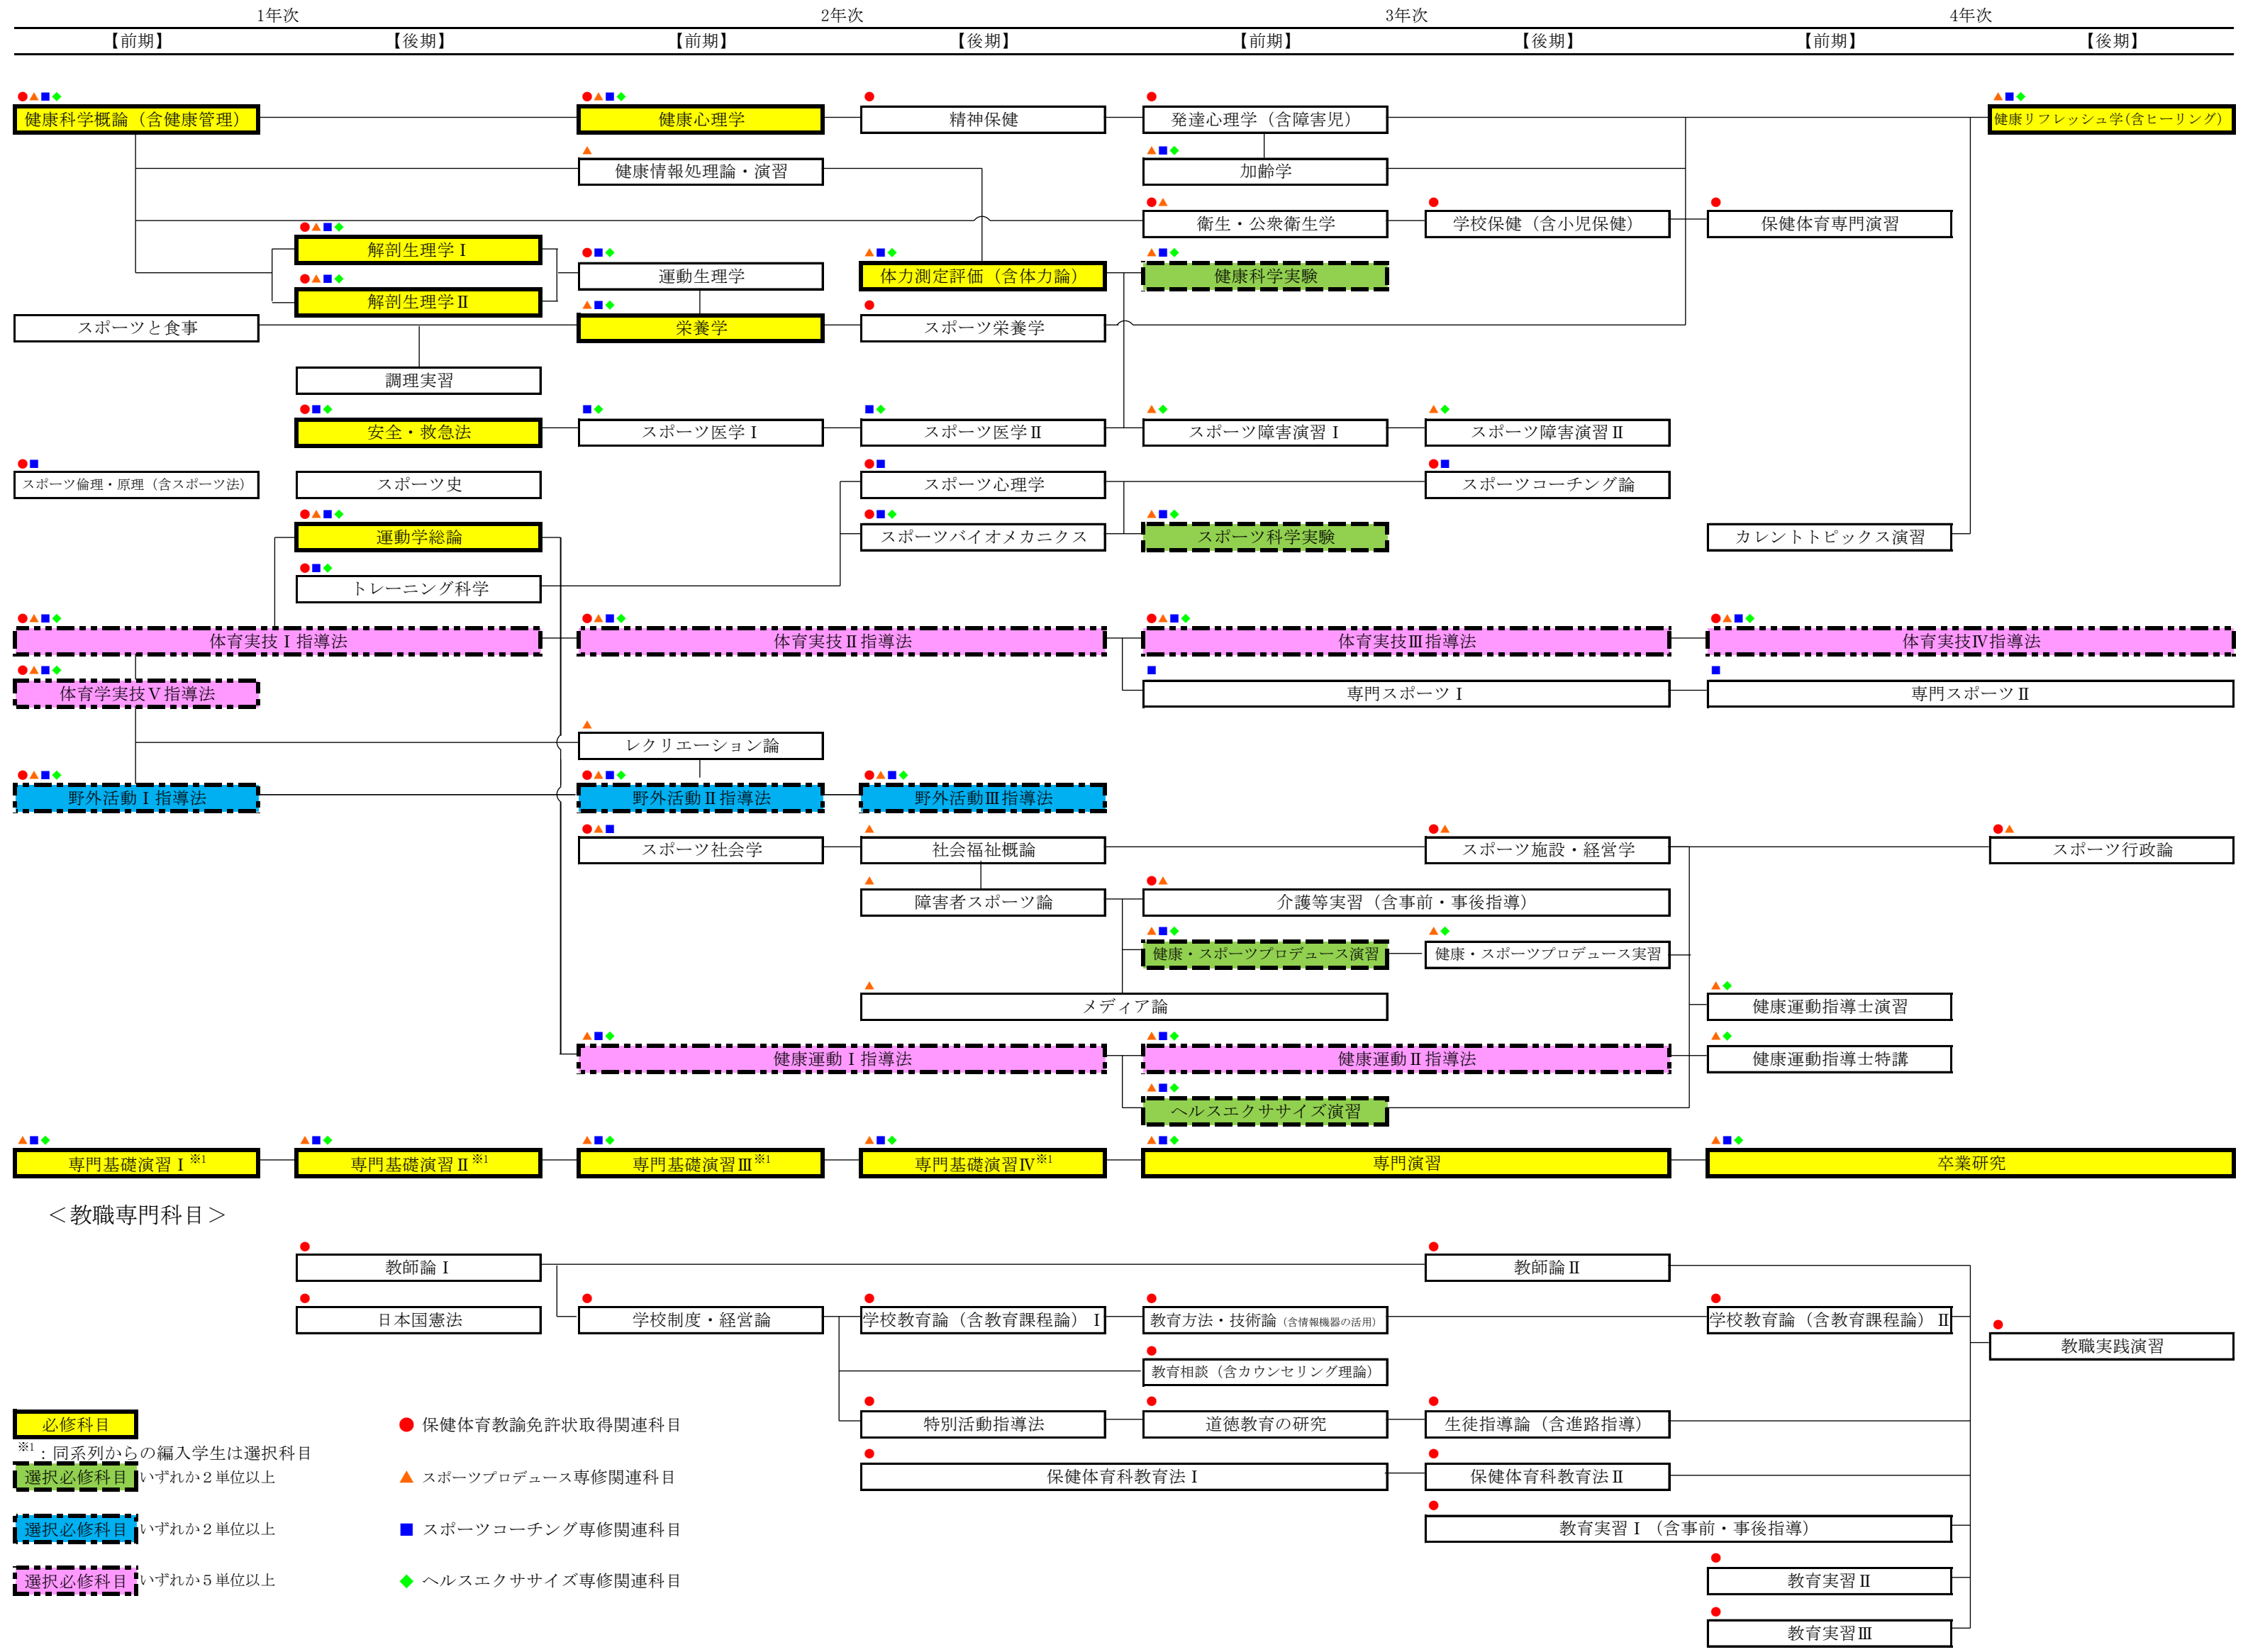 1年次 2年次 3年次 4年次
【前期】 【後期】 【前期】 【後期】 【前期】 【後期】 【前期】 【後期】
健康科学概論（含健康管理） 健康心理学 精神保健 発達心理学（含障害児） 健康リフレッシュ学(含ヒーリング)
健康情報処理論・演習 加齢学
衛生・公衆衛生学 学校保健（含小児保健） 保健体育専門演習
解剖生理学Ⅰ
運動生理学 体力測定評価（含体力論） 健康科学実験
解剖生理学Ⅱ
スポーツと食事 栄養学 スポーツ栄養学
調理実習
安全・救急法 スポーツ医学Ⅰ スポーツ医学Ⅱ スポーツ障害演習Ⅰ スポーツ障害演習Ⅱ
スポーツ倫理・原理（含スポーツ法） スポーツ史 スポーツ心理学 スポーツコーチング論
運動学総論 スポーツバイオメカニクス スポーツ科学実験 カレントトピックス演習
トレーニング科学
体育実技Ⅰ指導法 体育実技Ⅱ指導法 体育実技Ⅲ指導法 体育実技Ⅳ指導法
体育学実技Ⅴ指導法 専門スポーツⅠ 専門スポーツⅡ
レクリエーション論
野外活動Ⅰ指導法 野外活動Ⅱ指導法 野外活動Ⅲ指導法
スポーツ社会学 社会福祉概論 スポーツ施設・経営学 スポーツ行政論
障害者スポーツ論 介護等実習（含事前・事後指導）
健康・スポーツプロデュース演習 健康・スポーツプロデュース実習
メディア論 健康運動指導士演習
健康運動Ⅰ指導法 健康運動Ⅱ指導法 健康運動指導士特講
ヘルスエクササイズ演習
専門基礎演習Ⅰ※1 専門基礎演習Ⅱ※1 専門基礎演習Ⅲ※1 専門基礎演習Ⅳ※1 専門演習 卒業研究
＜教職専門科目＞
教師論Ⅰ 教師論Ⅱ
日本国憲法 学校制度・経営論 学校教育論（含教育課程論）Ⅰ 教育方法・技術論（含情報機器の活用） 学校教育論（含教育課程論）Ⅱ
教職実践演習
教育相談（含カウンセリング理論）
特別活動指導法 道徳教育の研究 生徒指導論（含進路指導）
保健体育科教育法Ⅰ 保健体育科教育法Ⅱ
教育実習Ⅰ（含事前・事後指導）
教育実習Ⅱ
教育実習Ⅲ
必修科目 保健体育教諭免許状取得関連科目
※1：同系列からの編入学生は選択科目
選択必修科目 いずれか２単位以上 スポーツプロデュース専修関連科目
選択必修科目 いずれか２単位以上 スポーツコーチング専修関連科目
選択必修科目 いずれか５単位以上 ヘルスエクササイズ専修関連科目